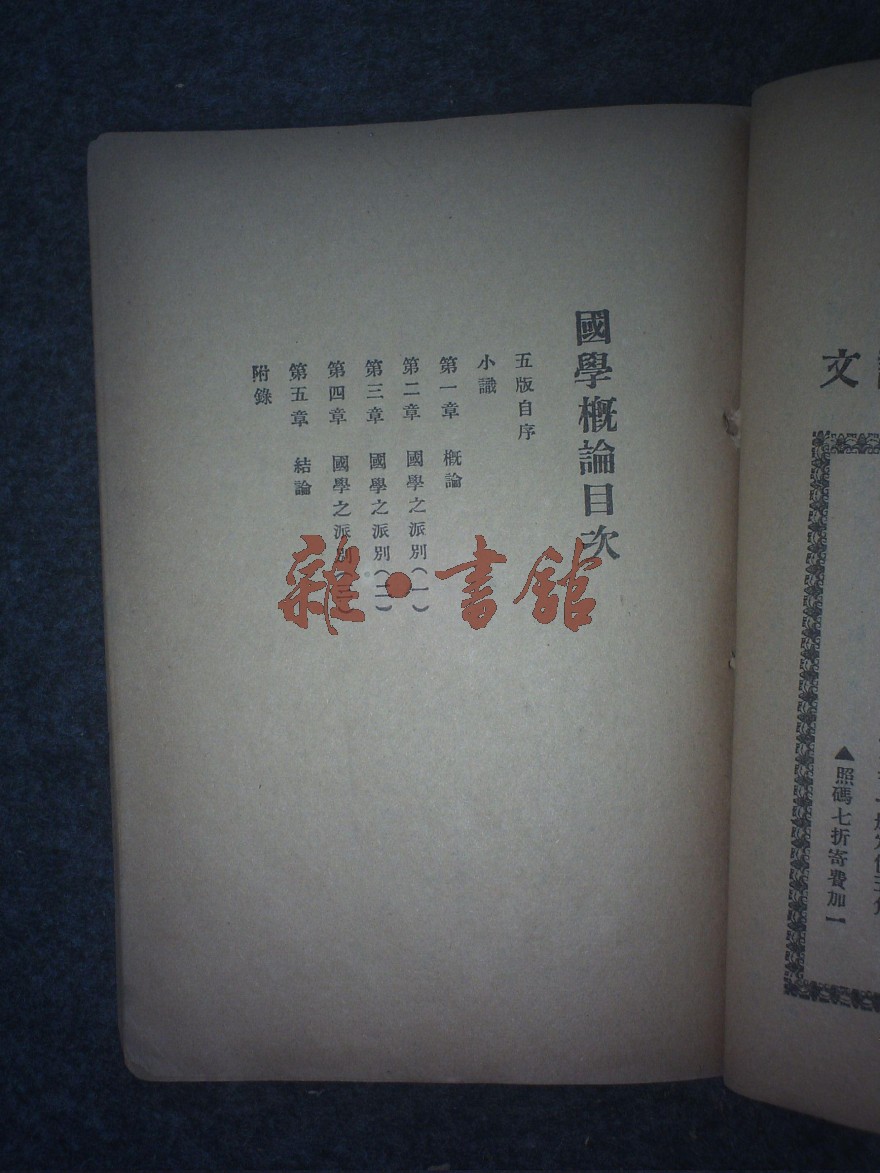 國學概論目次
五版自序
小識
第一章 概論
第二章 國學之派別(一)
第三章 國學之派別(二)
第四章 國學之派別(三)
第五章 結論
附錄
雜·書館
文
▲照碼七折寄費加一